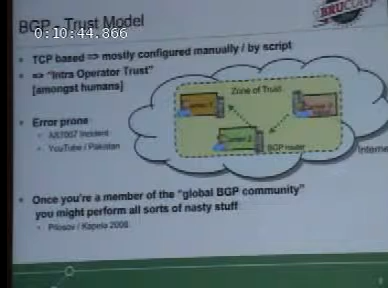 BGP - Trust Model
0:10:44.866
BRUCON
TCP based => mostly configured manually / by script
=> "Intra Operator Trust"
[amongst humans]
Zone of Trust
Error prone
AS7007 Incident
YouTube / Pakistan
BGP router
Internet
Once you're a member of the "global BGP community"
you might perform all sorts of nasty stuff
Pilosov / Kapela 2008